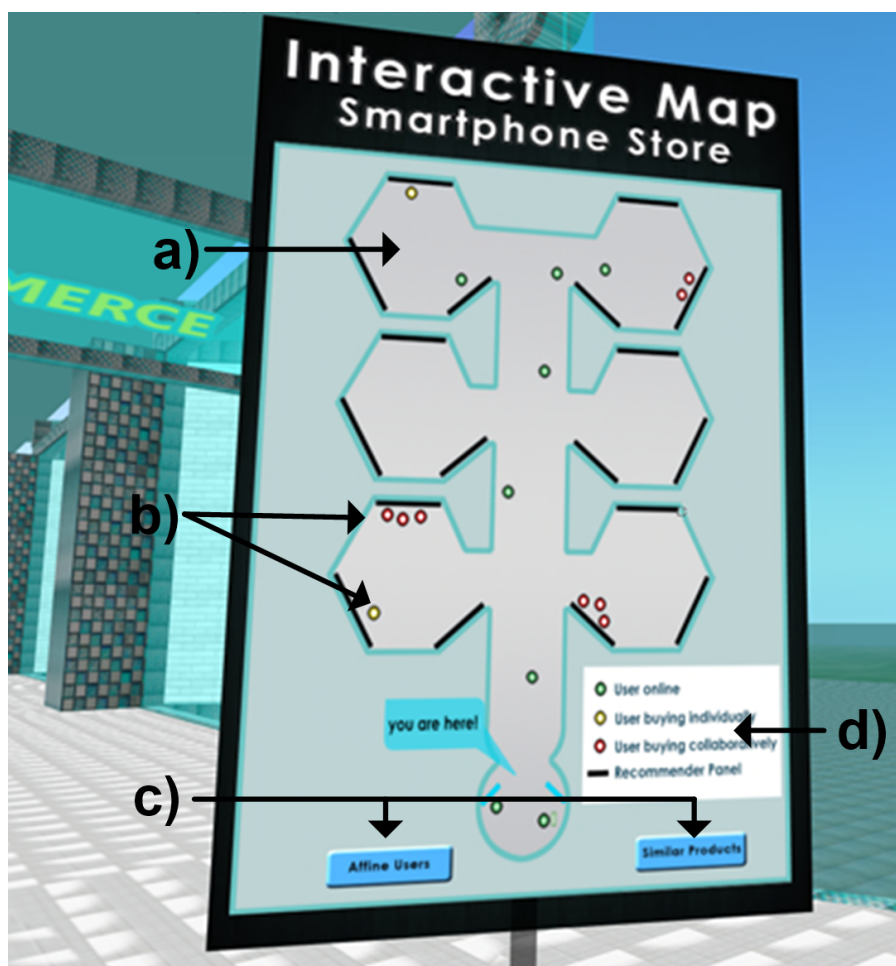 Interactive Map
Smartphone Store
a)
MERCE
b)
you are here!
User online
User buying individually
User buying collaboratively
Recommender Panel
d)
c)
Affine Users
Similar Products